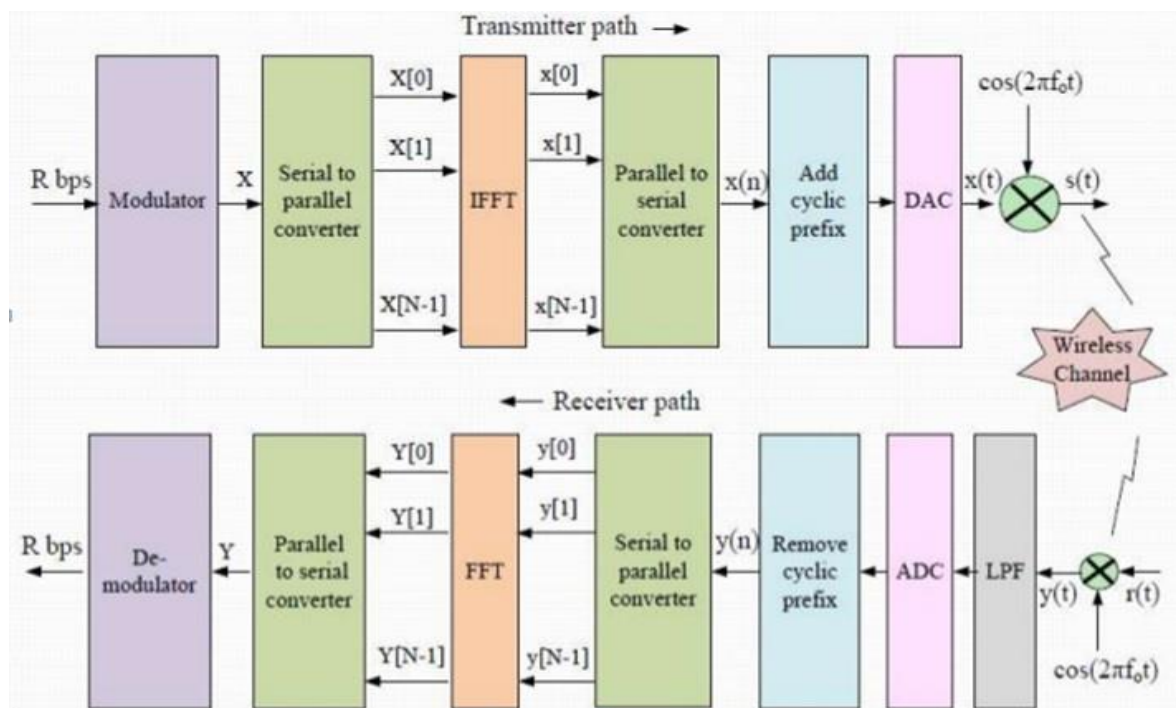 Transmitter path
R bps
Modulator
X
Serial to
parallel
converter
X[0]
X[1]
X[N-1]
IFFT
x[0]
x[1]
x[N-1]
Parallel to
serial
converter
x(n)
Add
cyclic
prefix
DAC
x(t)
cos(2πfₒt)
s(t)
Wireless
Channel
Receiver path
r(t)
cos(2πfₒt)
y(t)
LPF
ADC
Remove
cyclic
prefix
y(n)
Serial to
parallel
converter
y[0]
y[1]
y[N-1]
FFT
Y[0]
Y[1]
Y[N-1]
Parallel
to serial
converter
Y
De-
modulator
R bps